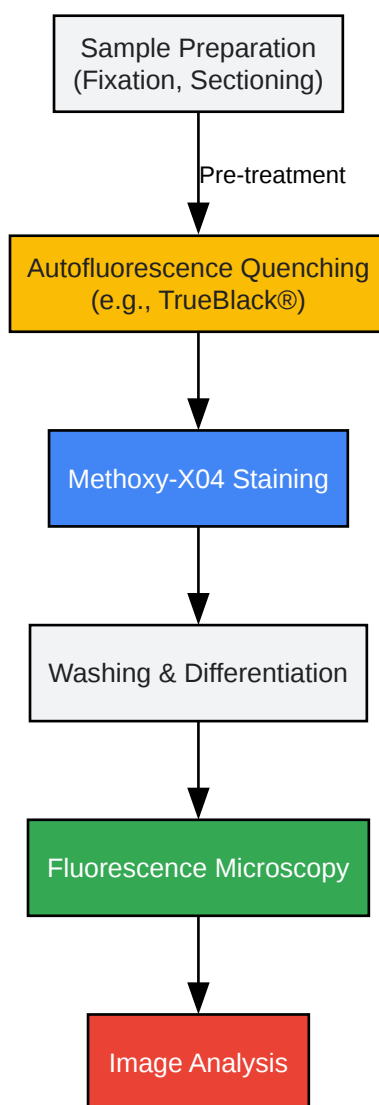 Sample Preparation
(Fixation, Sectioning)
Pre-treatment
Autofluorescence Quenching
(e.g., TrueBlack®)
Methoxy-X04 Staining
Washing & Differentiation
Fluorescence Microscopy
Image Analysis